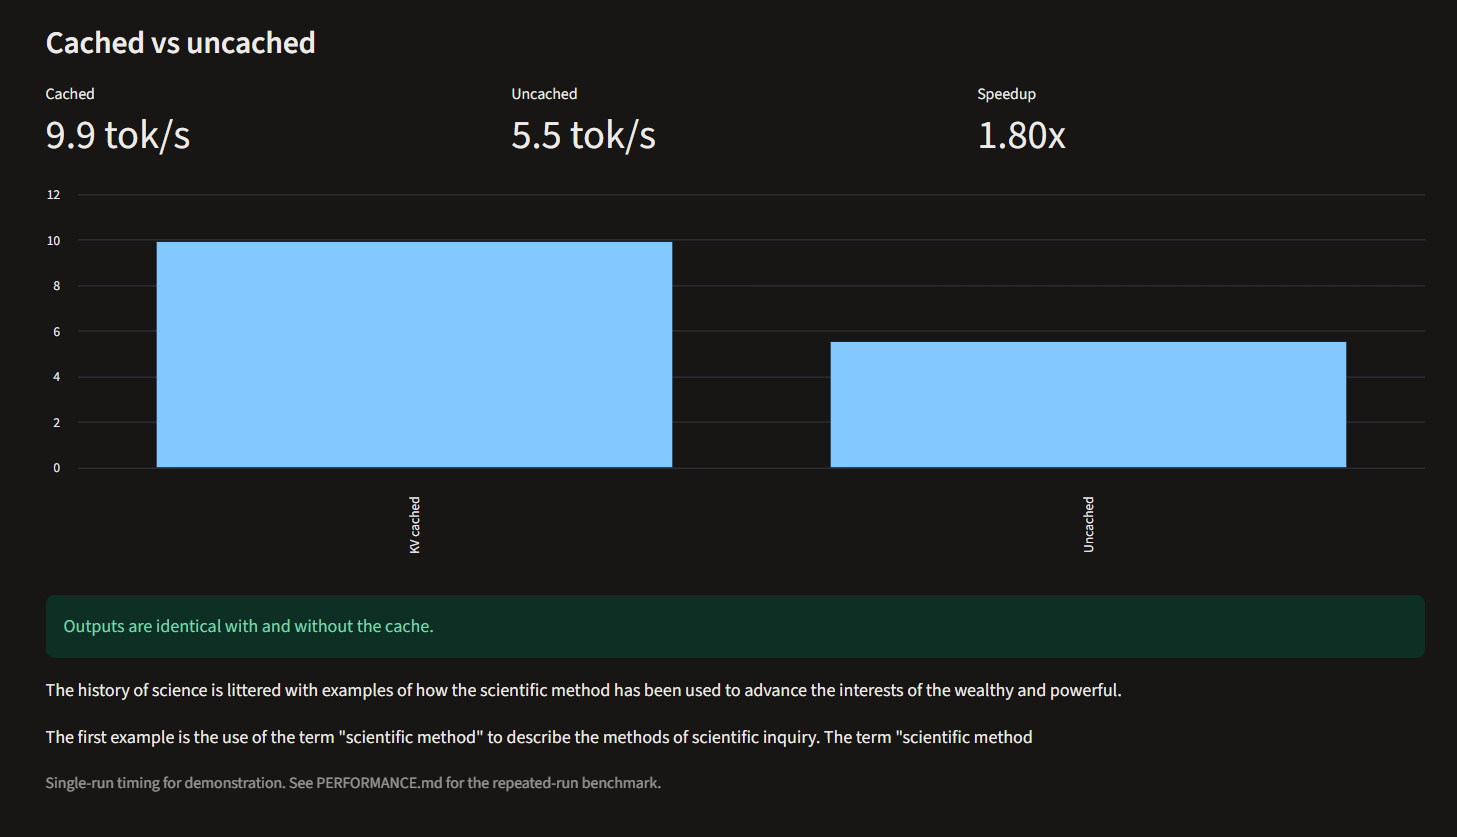 Cached vs uncached
Cached
Uncached
Speedup
9.9 tok/s
5.5 tok/s
1.80x
12
10
8
6
4
2
0
KV cached
Uncached
Outputs are identical with and without the cache.
The history of science is littered with examples of how the scientific method has been used to advance the interests of the wealthy and powerful.
The first example is the use of the term "scientific method" to describe the methods of scientific inquiry. The term "scientific method
Single-run timing for demonstration. See PERFORMANCE.md for the repeated-run benchmark.